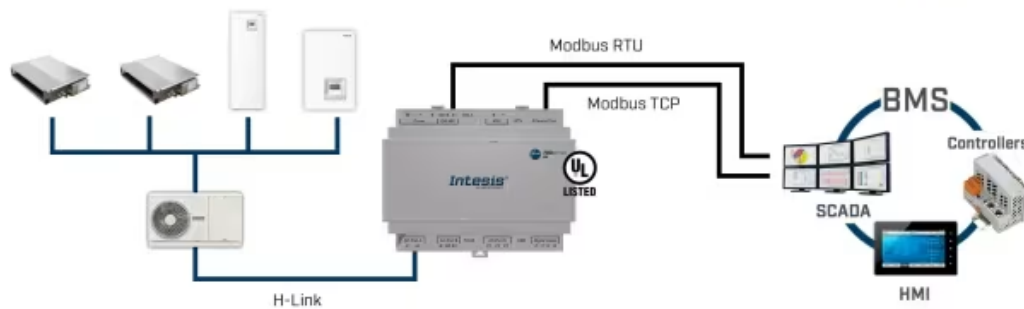 Modbus RTU
Modbus TCP
BMS
Controllers
Intesis
UL
LISTED
SCADA
HMI
H-Link